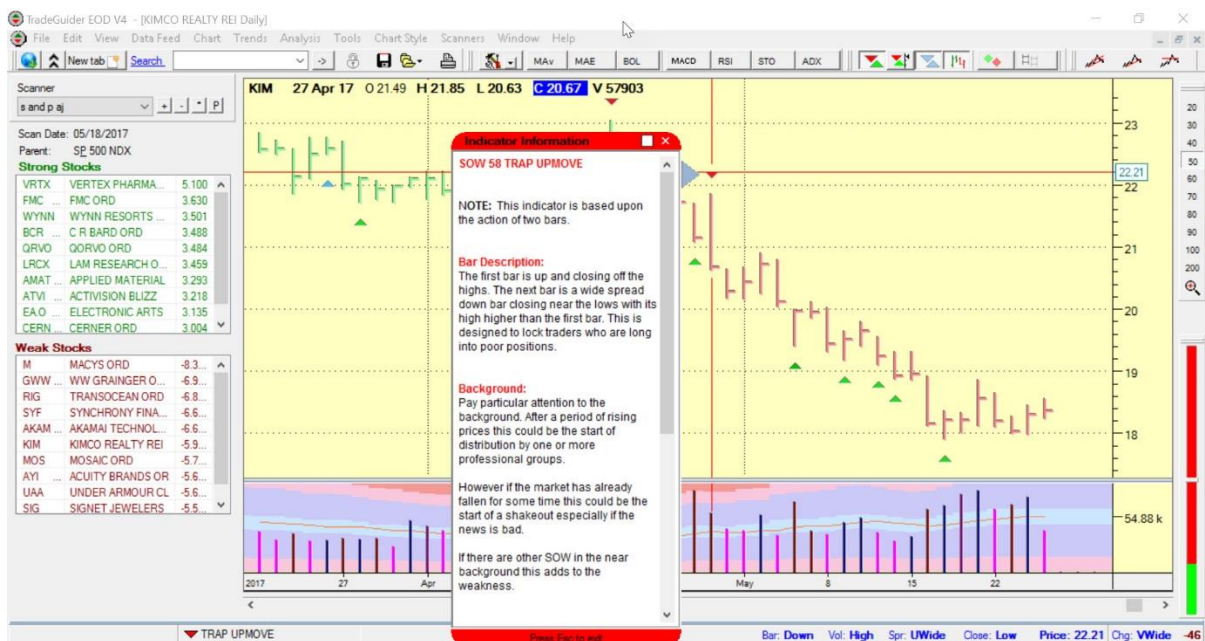 TradeGuider EOD V4 - [KIMCO REALTY REI Daily]
File Edit View Data Feed Chart Trends Analysis Tools Chart Style Scanners Window Help
New tab Search MAv MAE BOL MACD RSI STO ADX
Scanner
s and p aj + - * P
Scan Date: 05/18/2017
Parent: SP 500 NDX
Strong Stocks
VRTX VERTEX PHARMA... 5.100
FMC ... FMC ORD 3.630
WYNN WYNN RESORTS ... 3.501
BCR ... C R BARD ORD 3.488
QRVO QORVO ORD 3.484
LRCX LAM RESEARCH O... 3.459
AMAT ... APPLIED MATERIAL 3.293
ATVI ... ACTIVISION BLIZZ 3.218
EA.O ... ELECTRONIC ARTS 3.135
CERN ... CERNER ORD 3.004
Weak Stocks
M MACYS ORD -8.3...
GWW ... WW GRAINGER O... -6.9...
RIG TRANSOCEAN ORD -6.8...
SYF SYNCHRONY FINA... -6.6...
AKAM ... AKAMAI TECHNOL... -6.6...
KIM KIMCO REALTY REI -5.9...
MOS MOSAIC ORD -5.7...
AYI ... ACUITY BRANDS OR -5.6...
UAA UNDER ARMOUR CL -5.6...
SIG SIGNET JEWELERS -5.5...
KIM 27 Apr 17 O 21.49 H 21.85 L 20.63 C 20.67 V 57903
Indicator Information
SOW 58 TRAP UPMOVE
NOTE: This indicator is based upon
the action of two bars.
Bar Description:
The first bar is up and closing off the
highs. The next bar is a wide spread
down bar closing near the lows with its
high higher than the first bar. This is
designed to lock traders who are long
into poor positions.
Background:
Pay particular attention to the
background. After a period of rising
prices this could be the start of
distribution by one or more
professional groups.
However if the market has already
fallen for some time this could be the
start of a shakeout especially if the
news is bad.
If there are other SOW in the near
background this adds to the
weakness.
Press Esc to exit
23
22.21
22
21
20
19
18
54.88 k
20
30
40
50
60
70
80
90
100
200
2017 27 Apr May 8 15 22
TRAP UPMOVE
Bar: Down Vol: High Spr: UWide Close: Low Price: 22.21 Chg: VWide -46